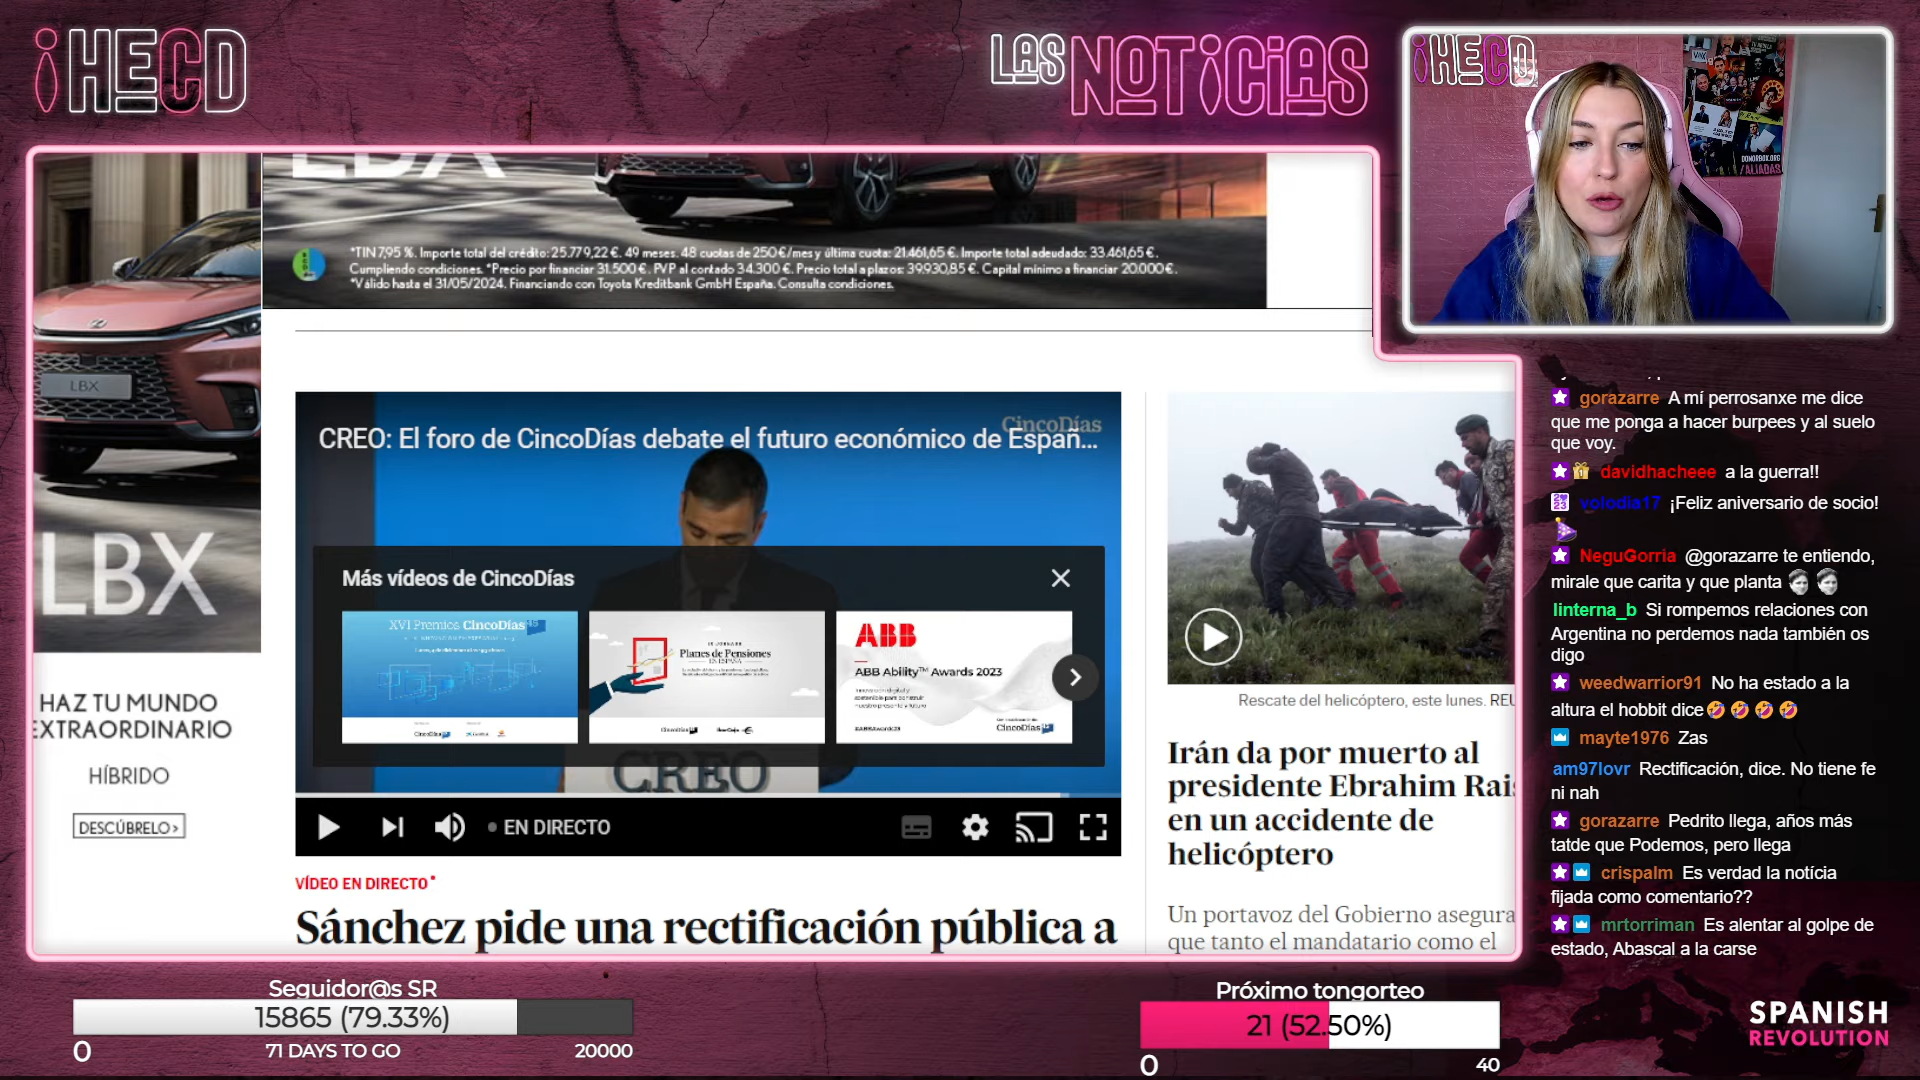 ¡HECD
LAS NOTICIAS
¡HECD
DONORBOX.ORG
/ALIADAS
LBX
*TIN 7,95 %. Importe total del crédito: 25.779,22 €. 49 meses. 48 cuotas de 250 €/mes y última cuota: 21.461,65 €. Importe total adeudado: 33.461,65 €.
Cumpliendo condiciones. *Precio por financiar 31.500 €. PVP al contado 34.300 €. Precio total a plazos: 39.930,85 €. Capital mínimo a financiar 20.000 €.
*Válido hasta el 31/05/2024. Financiando con Toyota Kreditbank GmbH España. Consulta condiciones.
LBX
LBX
HAZ TU MUNDO
EXTRAORDINARIO
HÍBRIDO
DESCÚBRELO >
CincoDías
CREO: El foro de CincoDías debate el futuro económico de Españ...
Más vídeos de CincoDías
XVI Premios CincoDías
CincoDías
Planes de Pensiones
EN ESPAÑA
CincoDías
ABB
ABB Ability™ Awards 2023
CincoDías
CREO
EN DIRECTO
VÍDEO EN DIRECTO
Sánchez pide una rectificación pública a
Rescate del helicóptero, este lunes. REU
Irán da por muerto al
presidente Ebrahim Rais
en un accidente de
helicóptero
Un portavoz del Gobierno asegura
que tanto el mandatario como el
gorazarre A mí perrosanxe me dice
que me ponga a hacer burpees y al suelo
que voy.
davidhacheee a la guerra!!
volodia17 ¡Feliz aniversario de socio!
NeguGorria @gorazarre te entiendo,
mirale que carita y que planta
linterna_b Si rompemos relaciones con
Argentina no perdemos nada también os
digo
weedwarrior91 No ha estado a la
altura el hobbit dice🤣 🤣 🤣 🤣
mayte1976 Zas
am97lovr Rectificación, dice. No tiene fe
ni nah
gorazarre Pedrito llega, años más
tatde que Podemos, pero llega
crispalm Es verdad la notícia
fijada como comentario??
mrtorriman Es alentar al golpe de
estado, Abascal a la carse
Seguidor@s SR
15865 (79.33%)
0 71 DAYS TO GO 20000
Próximo tongorteo
21 (52.50%)
0 40
SPANISH
REVOLUTION